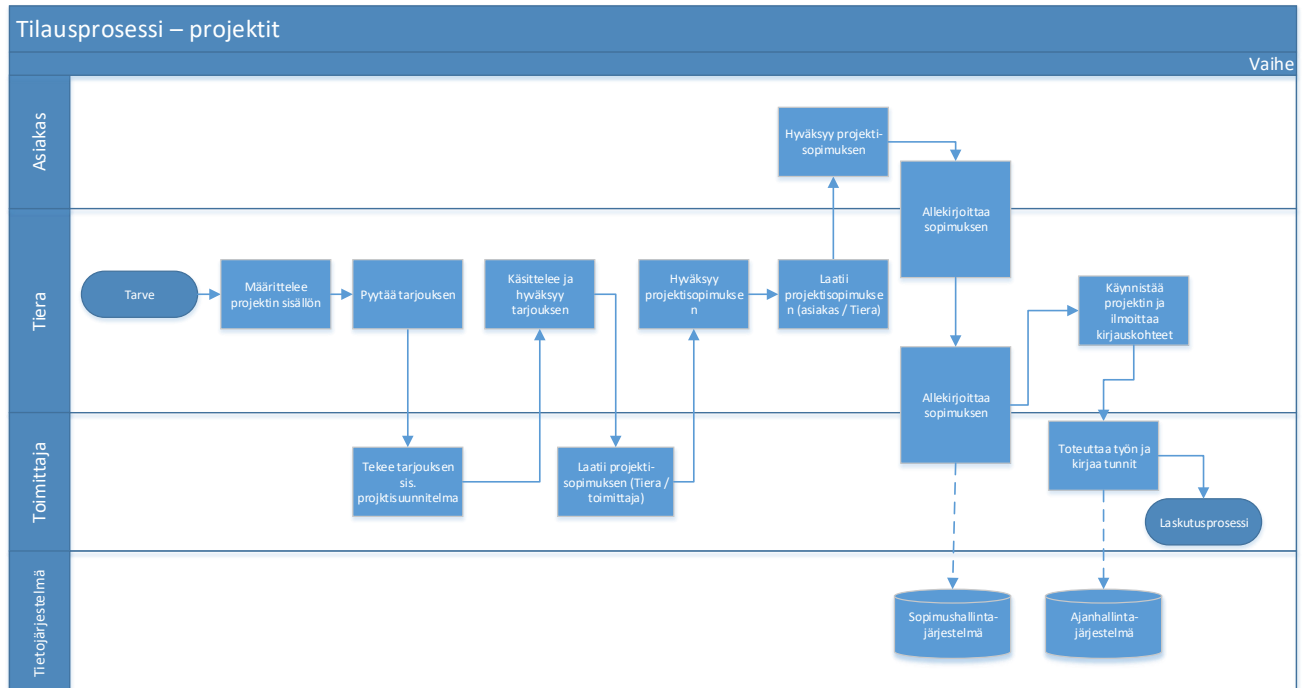 Tilausprosessi – projektit
Vaihe
Asiakas
Hyväksyy projekti-
sopimuksen
Allekirjoittaa
sopimuksen
Tiera
Tarve
Määrittelee
projektin sisällön
Pyytää tarjouksen
Käsittelee ja
hyväksyy
tarjouksen
Hyväksyy
projektisopimukse
n
Laatii
projektisopimukse
n (asiakas / Tiera)
Käynnistää
projektin ja
ilmoittaa
kirjauskohteet
Allekirjoittaa
sopimuksen
Toimittaja
Tekee tarjouksen
sis.
projktisuunnitelma
Laatii projekti-
sopimuksen (Tiera /
toimittaja)
Toteuttaa työn ja
kirjaa tunnit
Laskutusprosessi
Tietojärjestelmä
Sopimushallinta-
järjestelmä
Ajanhallinta-
järjestelmä